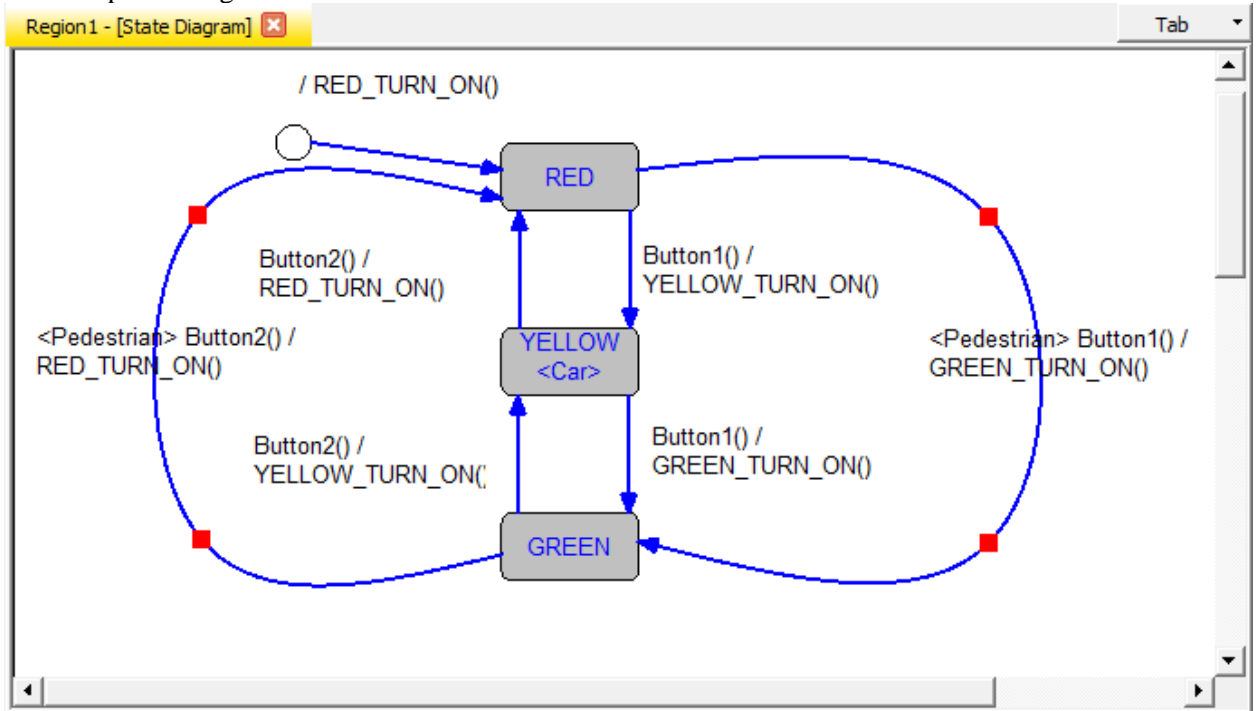 Region1 - [State Diagram]
Tab
/ RED_TURN_ON()
RED
Button2() /
RED_TURN_ON()
Button1() /
YELLOW_TURN_ON()
<Pedestrian> Button2() /
RED_TURN_ON()
YELLOW
<Car>
<Pedestrian> Button1() /
GREEN_TURN_ON()
Button2() /
YELLOW_TURN_ON(
Button1() /
GREEN_TURN_ON()
GREEN